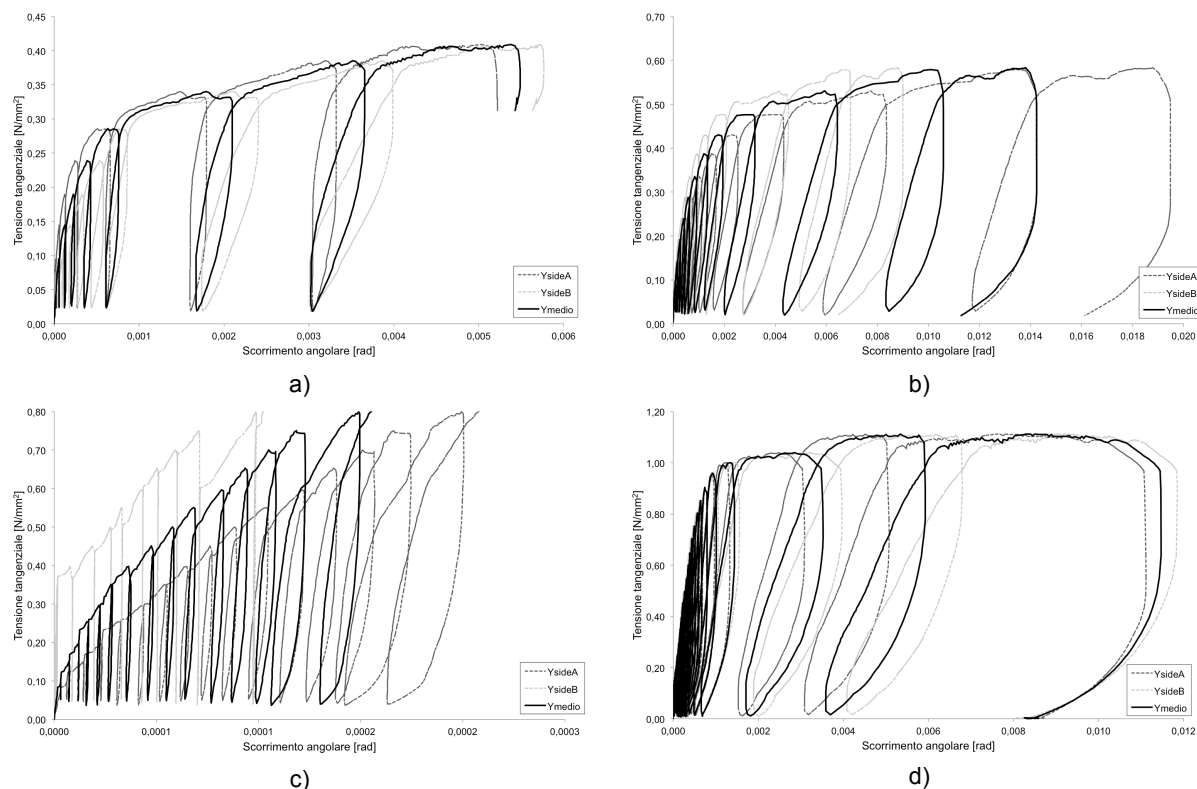 0,45
0,40
0,35
0,30
0,25
0,20
0,15
0,10
0,05
0,00
Tensione tangenziale [N/mm²]
0,000 0,001 0,002 0,003 0,004 0,005 0,006
Scorrimento angolare [rad]
YsideA
YsideB
Ymedio
a)
0,70
0,60
0,50
0,40
0,30
0,20
0,10
0,00
Tensione tangenziale [N/mm²]
0,000 0,002 0,004 0,006 0,008 0,010 0,012 0,014 0,016 0,018 0,020
Scorrimento angolare [rad]
YsideA
YsideB
Ymedio
b)
0,80
0,70
0,60
0,50
0,40
0,30
0,20
0,10
0,00
Tensione tangenziale [N/mm²]
0,0000 0,0001 0,0001 0,0002 0,0002 0,0003
Scorrimento angolare [rad]
YsideA
YsideB
Ymedio
c)
1,20
1,00
0,80
0,60
0,40
0,20
0,00
Tensione tangenziale [N/mm²]
0,000 0,002 0,004 0,006 0,008 0,010 0,012
Scorrimento angolare [rad]
YsideA
YsideB
Ymedio
d)